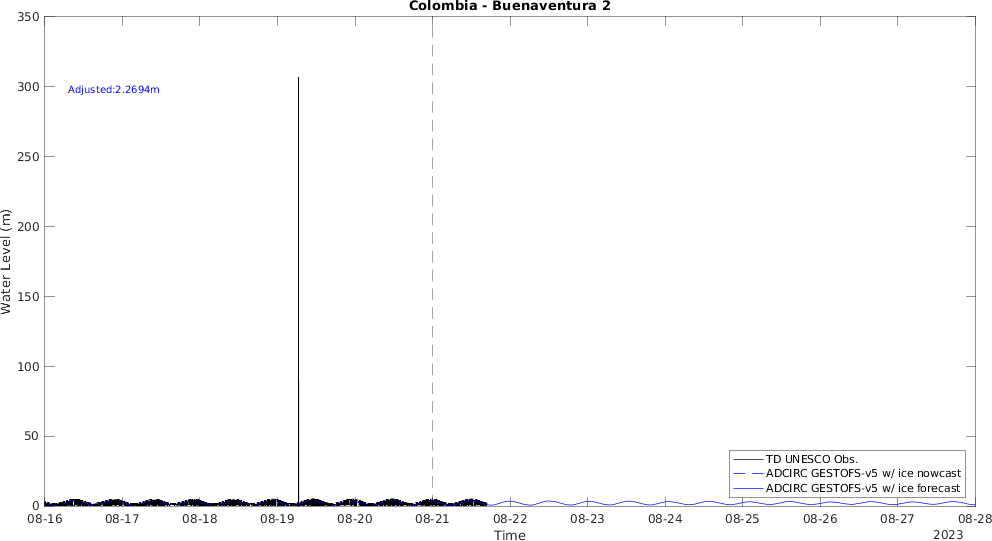 Colombia - Buenaventura 2
350
300
250
200
150
100
50
0
Adjusted:2.2694m
Water Level (m)
TD UNESCO Obs.
ADCIRC GESTOFS-v5 w/ ice nowcast
ADCIRC GESTOFS-v5 w/ ice forecast
08-16 08-17 08-18 08-19 08-20 08-21 08-22 08-23 08-24 08-25 08-26 08-27 08-28
Time
2023